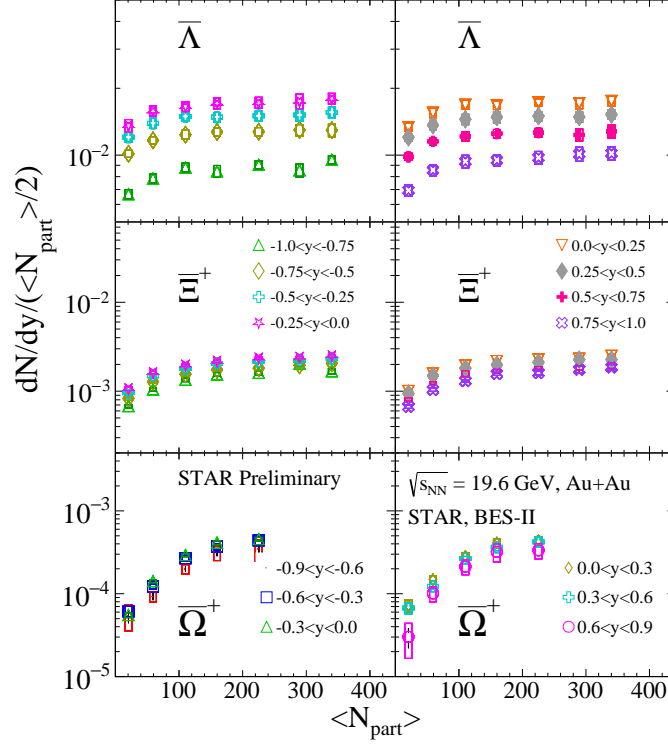 Λ̅ Λ̅
10⁻²
Ξ̅⁺ Ξ̅⁺
-1.0<y<-0.75 0.0<y<0.25
-0.75<y<-0.5 0.25<y<0.5
-0.5<y<-0.25 0.5<y<0.75
-0.25<y<0.0 0.75<y<1.0
10⁻²
10⁻³
dN/dy/(<N_part>/2)
STAR Preliminary √s_NN = 19.6 GeV, Au+Au
STAR, BES-II
10⁻³
10⁻⁴
10⁻⁵
-0.9<y<-0.6 0.0<y<0.3
-0.6<y<-0.3 0.3<y<0.6
-0.3<y<0.0 0.6<y<0.9
Ω̅⁺ Ω̅⁺
0 100 200 300 400 0 100 200 300 400
<N_part>